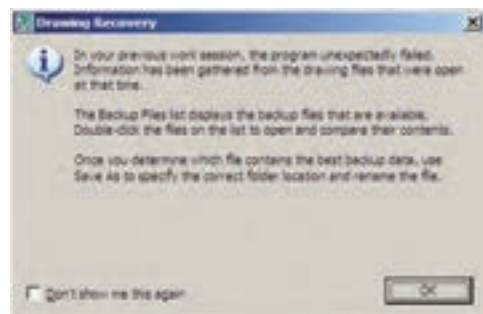 Drawing Recovery
In your previous work session, the program unexpectedly failed.
Information has been gathered from the drawing files that were open
at that time.
The Backup Files list displays the backup files that are available.
Double-click the files on the list to open and compare their contents.
Once you determine which file contains the best backup data, use
Save As to specify the correct folder location and rename the file.
Don't show me this again
OK